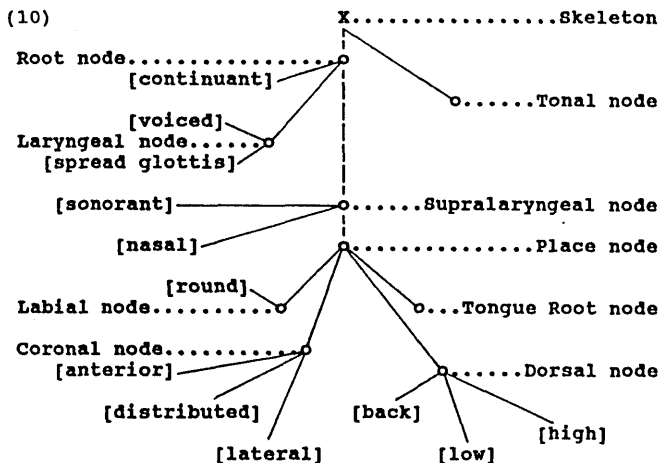 (10) X...............Skeleton
Root node...............
[continuant]
o......Tonal node
[voiced]
Laryngeal node.......
[spread glottis]
[sonorant] .....Supralaryngeal node
[nasal] ............Place node
[round]
Labial node........... ...Tongue Root node
Coronal node............
[anterior] ......Dorsal node
[distributed] [back] [high]
[lateral] [low]